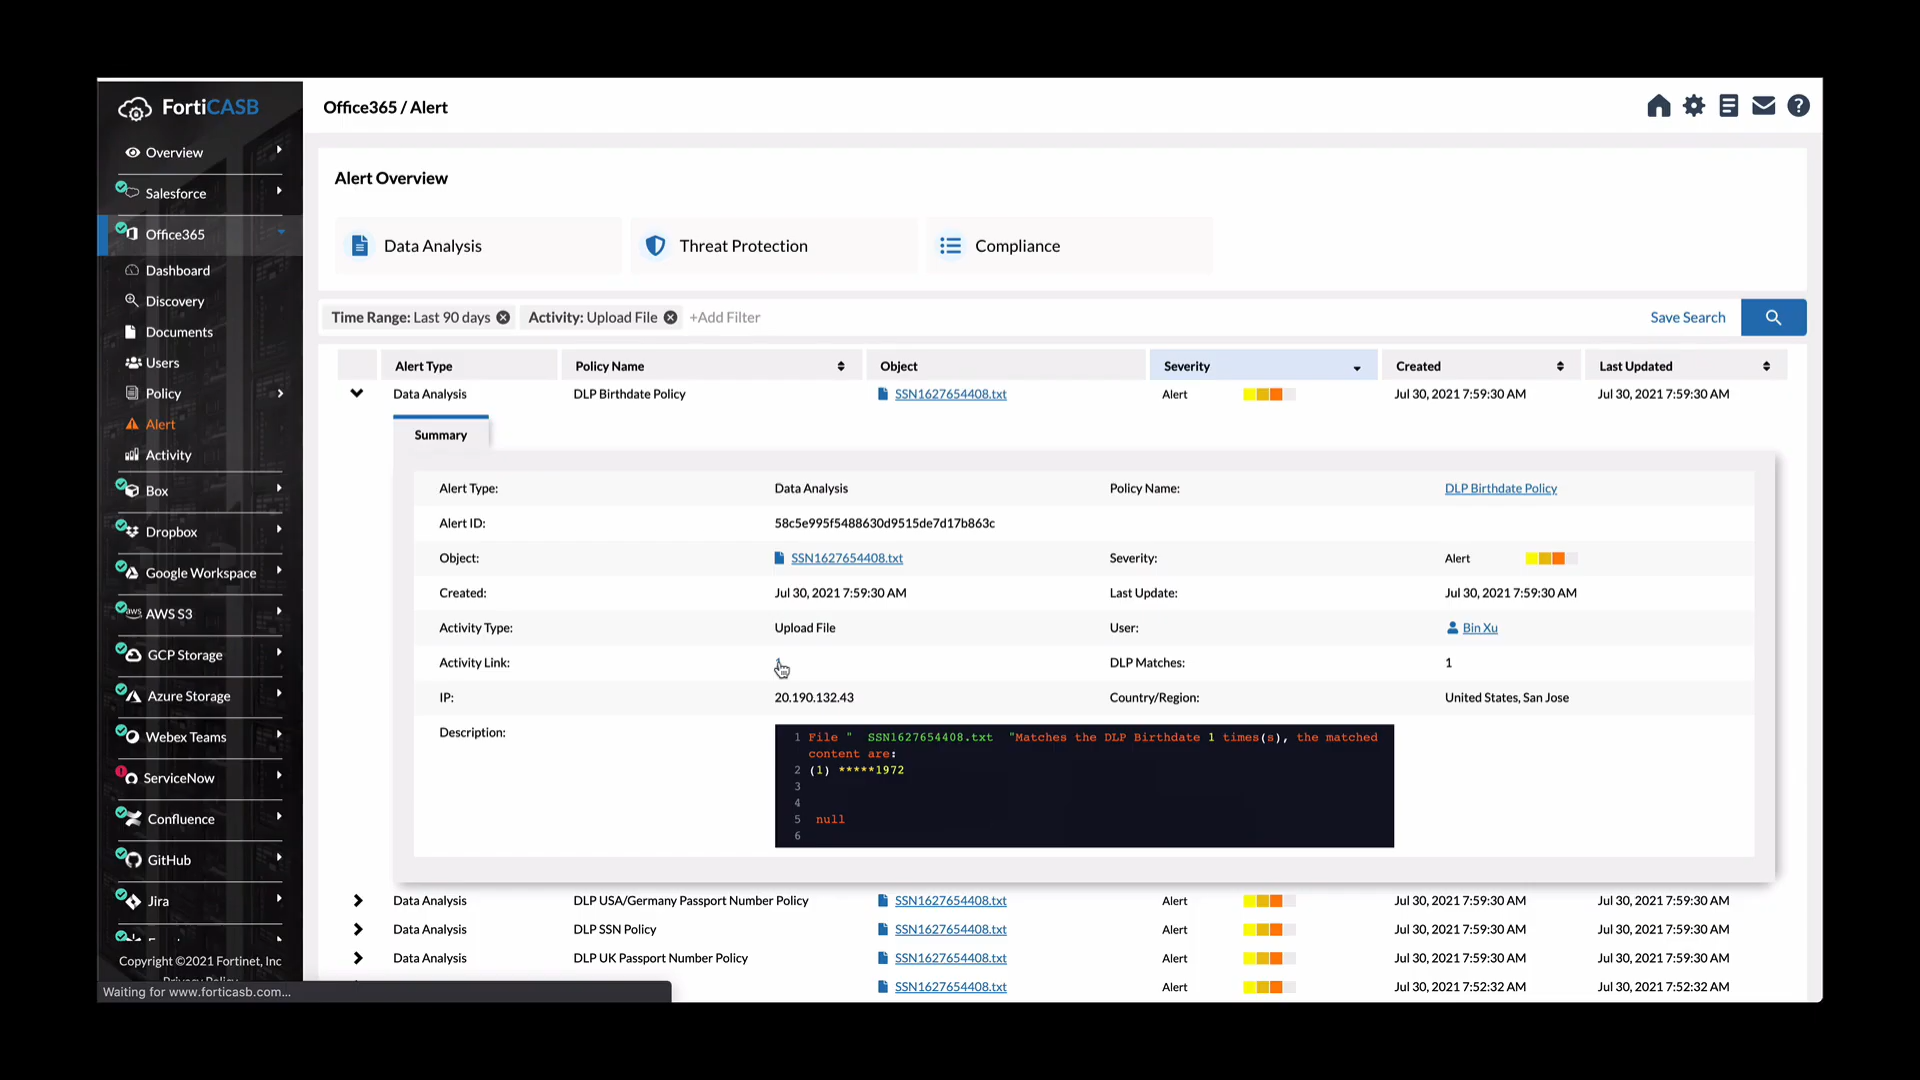 FortiCASB
Office365 / Alert
Overview
Salesforce
Office365
Dashboard
Discovery
Documents
Users
Policy
Alert
Activity
Box
Dropbox
Google Workspace
aws AWS S3
GCP Storage
Azure Storage
Webex Teams
ServiceNow
Confluence
GitHub
Jira
Copyright ©2021 Fortinet, Inc
Privacy Policy
Waiting for www.forticasb.com...
Alert Overview
Data Analysis
Threat Protection
Compliance
Time Range: Last 90 days
Activity: Upload File
+Add Filter
Save Search
Alert Type Policy Name Object Severity Created Last Updated
Data Analysis DLP Birthdate Policy SSN1627654408.txt Alert Jul 30, 2021 7:59:30 AM Jul 30, 2021 7:59:30 AM
Summary
Alert Type: Data Analysis Policy Name: DLP Birthdate Policy
Alert ID: 58c5e995f5488630d9515de7d17b863c
Object: SSN1627654408.txt Severity: Alert
Created: Jul 30, 2021 7:59:30 AM Last Update: Jul 30, 2021 7:59:30 AM
Activity Type: Upload File User: Bin Xu
Activity Link: DLP Matches: 1
IP: 20.190.132.43 Country/Region: United States, San Jose
Description:
1 File " SSN1627654408.txt "Matches the DLP Birthdate 1 times(s), the matched
content are:
2 (1) *****1972
3
4
5 null
6
Data Analysis DLP USA/Germany Passport Number Policy SSN1627654408.txt Alert Jul 30, 2021 7:59:30 AM Jul 30, 2021 7:59:30 AM
Data Analysis DLP SSN Policy SSN1627654408.txt Alert Jul 30, 2021 7:59:30 AM Jul 30, 2021 7:59:30 AM
Data Analysis DLP UK Passport Number Policy SSN1627654408.txt Alert Jul 30, 2021 7:59:30 AM Jul 30, 2021 7:59:30 AM
SSN1627654408.txt Alert Jul 30, 2021 7:52:32 AM Jul 30, 2021 7:52:32 AM